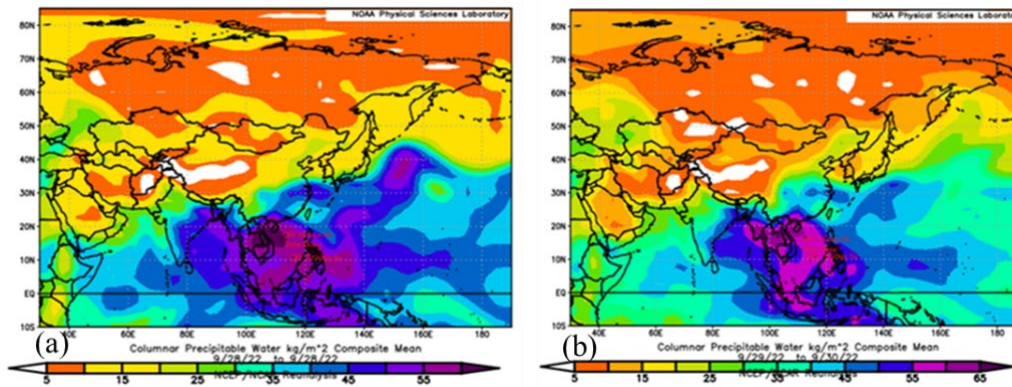 NOAA Physical Sciences Laboratory
80N
70N
60N
50N
40N
30N
20N
10N
EQ
10S
40E
60E
80E
100E
120E
140E
160E
180
(a)
Columnar Precipitable Water kg/m^2 Composite Mean
9/28/22 to 9/28/22
NCEP/NCAR Reanalysis
5
15
25
35
45
55
NOAA Physical Sciences Laborato
80N
70N
60N
50N
40N
30N
20N
10N
EQ
10S
40E
60E
80E
100E
120E
140E
160E
180
(b)
Columnar Precipitable Water kg/m^2 Composite Mean
9/29/22 to 9/30/22
NCEP/NCAR Reanalysis
5
15
25
35
45
55
65